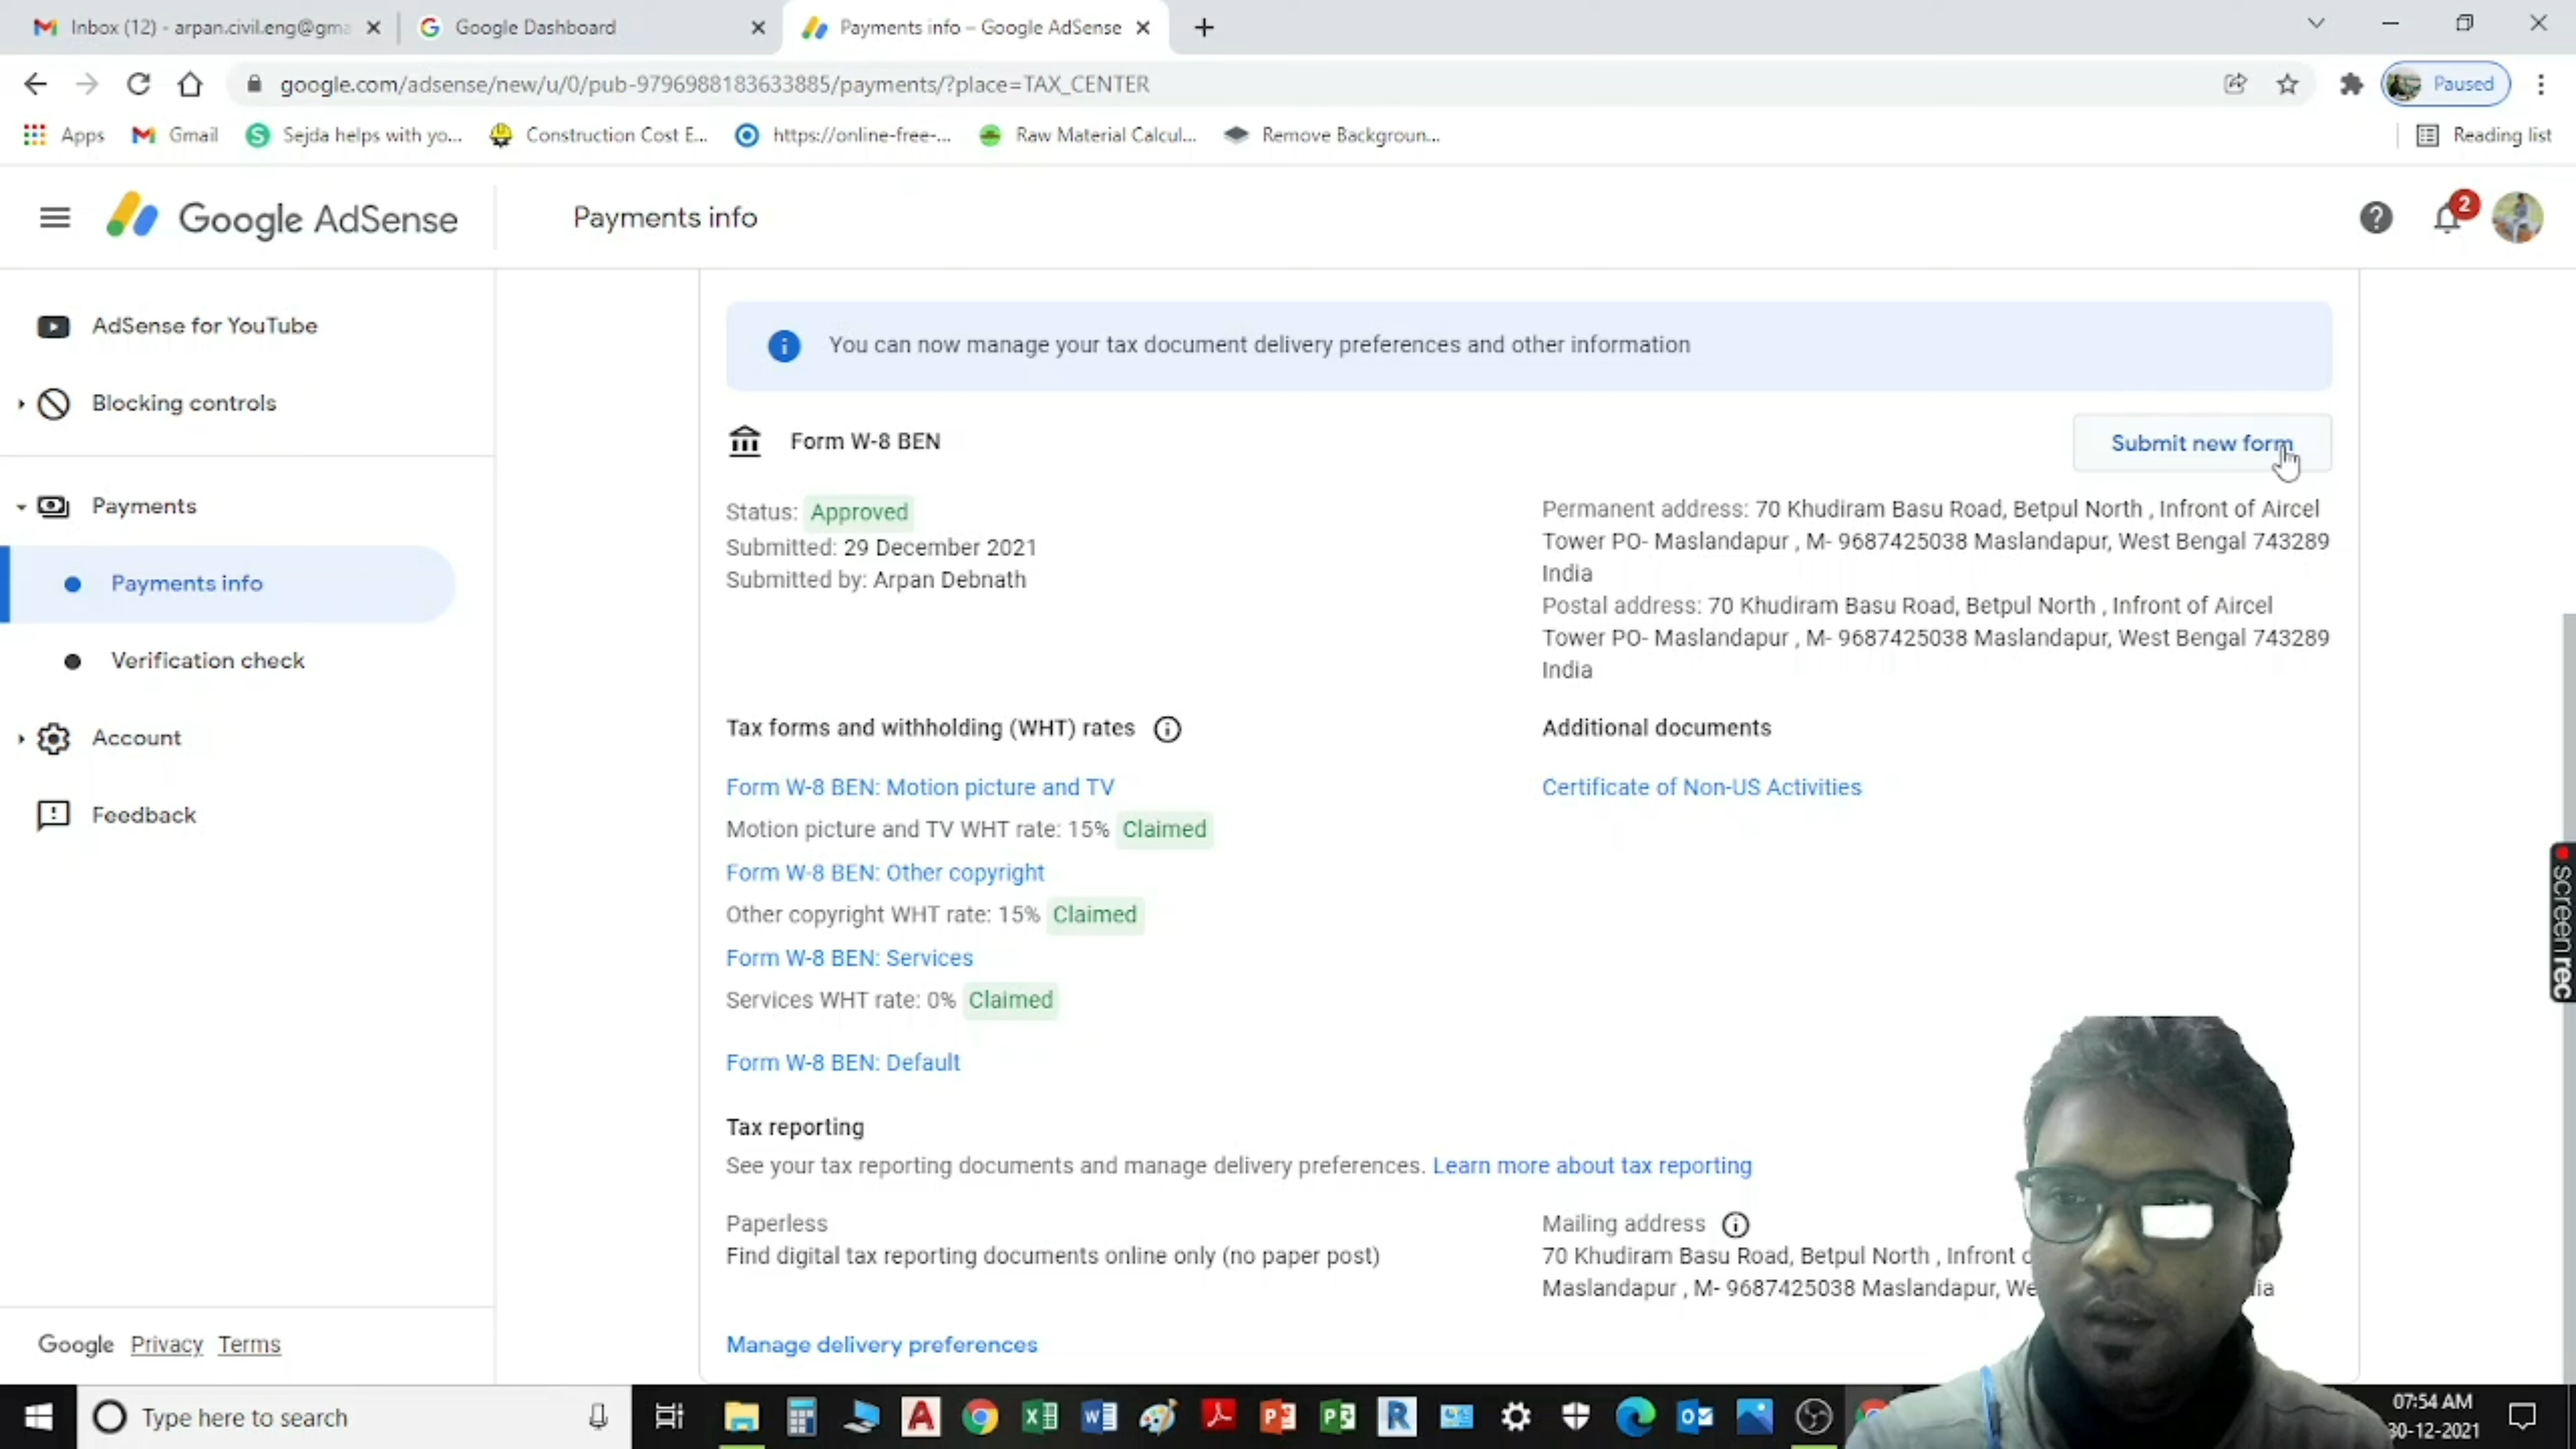 Inbox (12) - arpan.civil.eng@gma
Google Dashboard
Payments info – Google AdSense
google.com/adsense/new/u/0/pub-9796988183633885/payments/?place=TAX_CENTER
Paused
Apps
Gmail
Sejda helps with yo...
Construction Cost E...
https://online-free-...
Raw Material Calcul...
Remove Backgroun...
Reading list
Google AdSense
Payments info
2
AdSense for YouTube
Blocking controls
Payments
Payments info
Verification check
Account
Feedback
Google Privacy Terms
You can now manage your tax document delivery preferences and other information
Form W-8 BEN
Submit new form
Status: Approved
Submitted: 29 December 2021
Submitted by: Arpan Debnath
Permanent address: 70 Khudiram Basu Road, Betpul North , Infront of Aircel
Tower PO- Maslandapur , M- 9687425038 Maslandapur, West Bengal 743289
India
Postal address: 70 Khudiram Basu Road, Betpul North , Infront of Aircel
Tower PO- Maslandapur , M- 9687425038 Maslandapur, West Bengal 743289
India
Tax forms and withholding (WHT) rates
Additional documents
Form W-8 BEN: Motion picture and TV
Certificate of Non-US Activities
Motion picture and TV WHT rate: 15% Claimed
Form W-8 BEN: Other copyright
Other copyright WHT rate: 15% Claimed
Form W-8 BEN: Services
Services WHT rate: 0% Claimed
Form W-8 BEN: Default
Tax reporting
See your tax reporting documents and manage delivery preferences. Learn more about tax reporting
Paperless
Find digital tax reporting documents online only (no paper post)
Mailing address
70 Khudiram Basu Road, Betpul North , Infront
Maslandapur , M- 9687425038 Maslandapur, We
Manage delivery preferences
screenrec
Type here to search
07:54 AM
30-12-2021